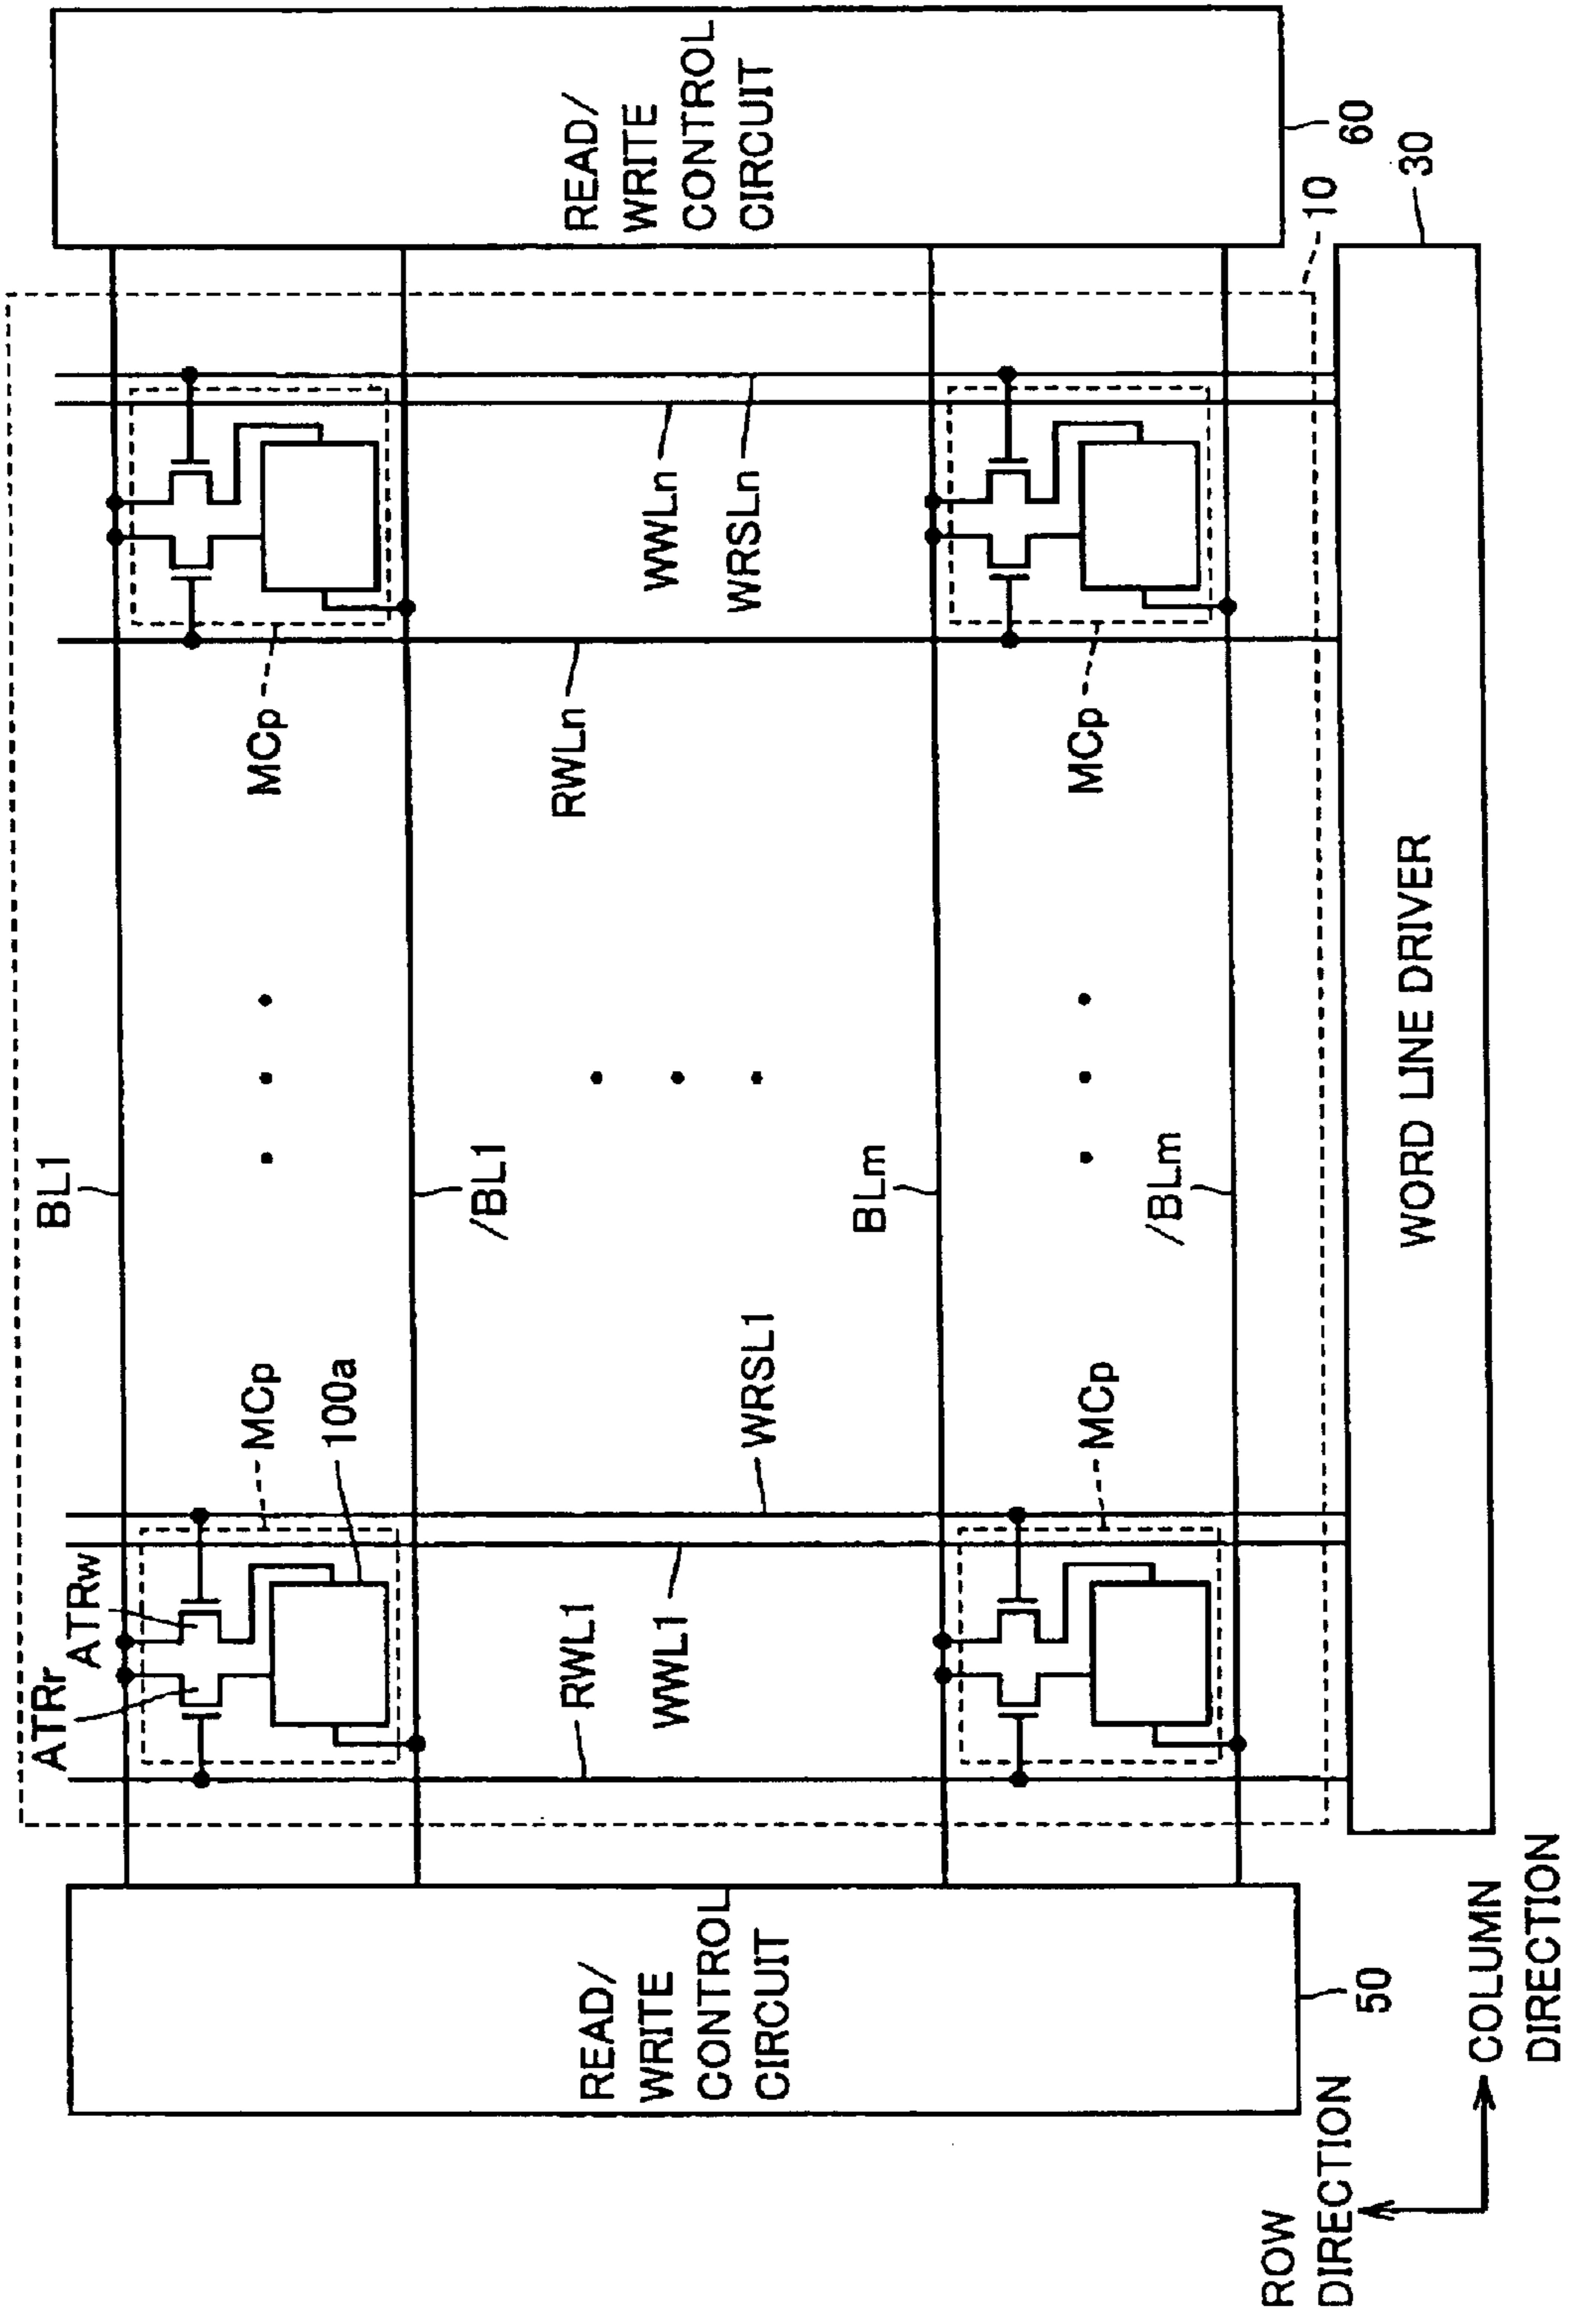 READ/
WRITE
CONTROL
CIRCUIT
60
10
30
WWLn
WRSLn
MCp
RWLn
MCp
WORD LINE DRIVER
BL1
/BL1
BLm
/BLm
MCp
100a
WRSL1
MCp
ATRw
ATRr
RWL1
WWL1
READ/
WRITE
CONTROL
CIRCUIT
50
COLUMN
DIRECTION
ROW
DIRECTION